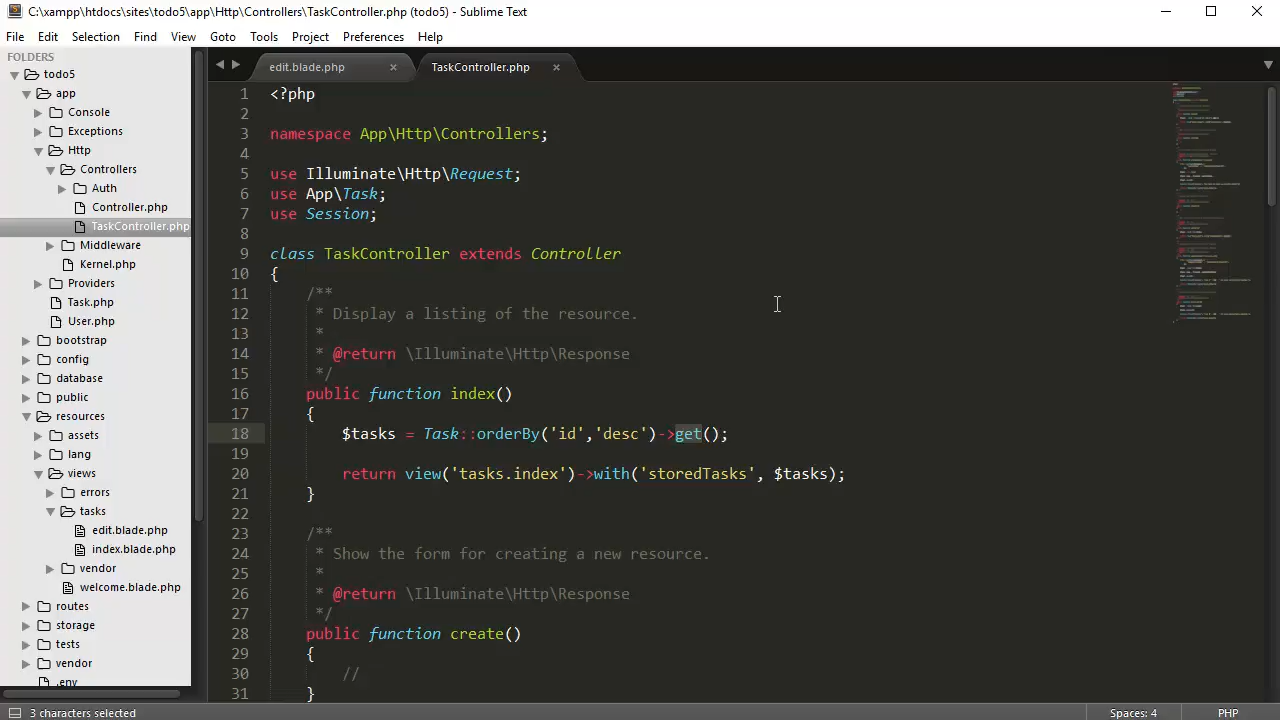 C:\xampp\htdocs\sites\todo5\app\Http\Controllers\TaskController.php (todo5) - Sublime Text
File Edit Selection Find View Goto Tools Project Preferences Help
FOLDERS
todo5
app
Console
Exceptions
Http
Controllers
Auth
Controller.php
TaskController.php
Middleware
Kernel.php
Providers
Task.php
User.php
bootstrap
config
database
public
resources
assets
lang
views
errors
tasks
edit.blade.php
index.blade.php
vendor
welcome.blade.php
routes
storage
tests
vendor
.env
edit.blade.php × TaskController.php ×
1 <?php
2
3 namespace App\Http\Controllers;
4
5 use Illuminate\Http\Request;
6 use App\Task;
7 use Session;
8
9 class TaskController extends Controller
10 {
11 /**
12 * Display a listing of the resource.
13 *
14 * @return \Illuminate\Http\Response
15 */
16 public function index()
17 {
18 $tasks = Task::orderBy('id','desc')->get();
19
20 return view('tasks.index')->with('storedTasks', $tasks);
21 }
22
23 /**
24 * Show the form for creating a new resource.
25 *
26 * @return \Illuminate\Http\Response
27 */
28 public function create()
29 {
30 //
31 }
3 characters selected Spaces: 4 PHP